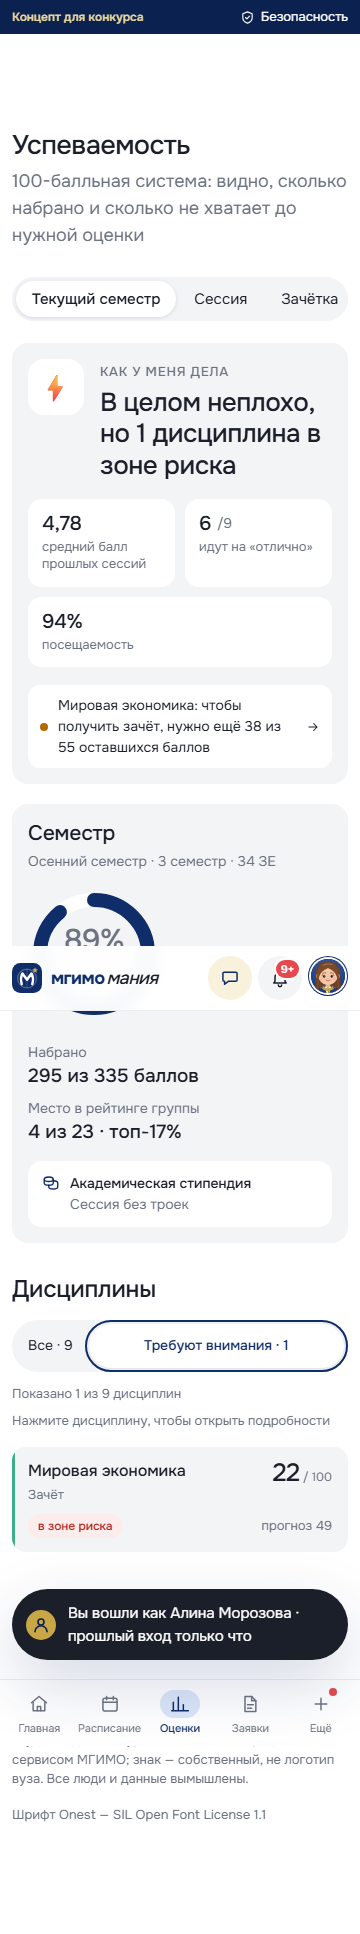 Концепт для конкурса
Безопасность
Успеваемость
100-балльная система: видно, сколько
набрано и сколько не хватает до
нужной оценки
Текущий семестр
Сессия
Зачётка
КАК У МЕНЯ ДЕЛА
В целом неплохо,
но 1 дисциплина в
зоне риска
4,78
средний балл
прошлых сессий
6 /9
идут на «отлично»
94%
посещаемость
Мировая экономика: чтобы
получить зачёт, нужно ещё 38 из
55 оставшихся баллов
Семестр
Осенний семестр · 3 семестр · 34 ЗЕ
89%
МГИМО МАНИЯ
9+
Набрано
295 из 335 баллов
Место в рейтинге группы
4 из 23 · топ-17%
Академическая стипендия
Сессия без троек
Дисциплины
Все · 9
Требуют внимания · 1
Показано 1 из 9 дисциплин
Нажмите дисциплину, чтобы открыть подробности
Мировая экономика
22 / 100
Зачёт
в зоне риска
прогноз 49
Вы вошли как Алина Морозова ·
прошлый вход только что
Главная
Расписание
Оценки
Заявки
Ещё
сервисом МГИМО; знак — собственный, не логотип
вуза. Все люди и данные вымышлены.
Шрифт Onest — SIL Open Font License 1.1